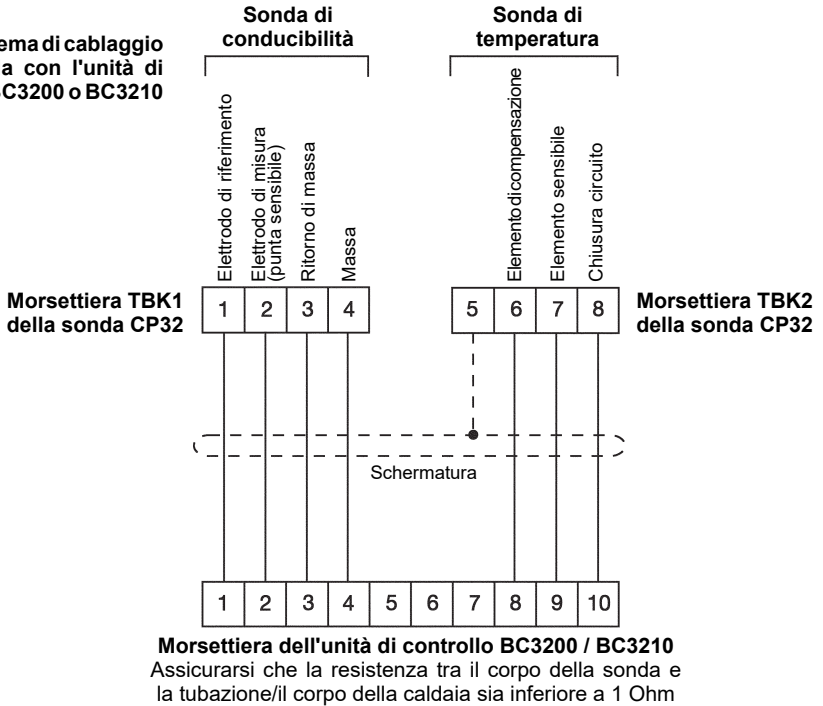 Sonda di
conducibilità
Sonda di
temperatura
di cablaggio
con l'unità di
o BC3210
Elettrodo di riferimento
Elettrodo di misura
(punta sensibile)
Ritorno di massa
Massa
Elemento di compensazione
Elemento sensibile
Chiusura circuito
Morsettiera TBK1
della sonda CP32
1 2 3 4
5 6 7 8
Morsettiera TBK2
della sonda CP32
Schermatura
1 2 3 4 5 6 7 8 9 10
Morsettiera dell'unità di controllo BC3200 / BC3210
Assicurarsi che la resistenza tra il corpo della sonda e
la tubazione/il corpo della caldaia sia inferiore a 1 Ohm